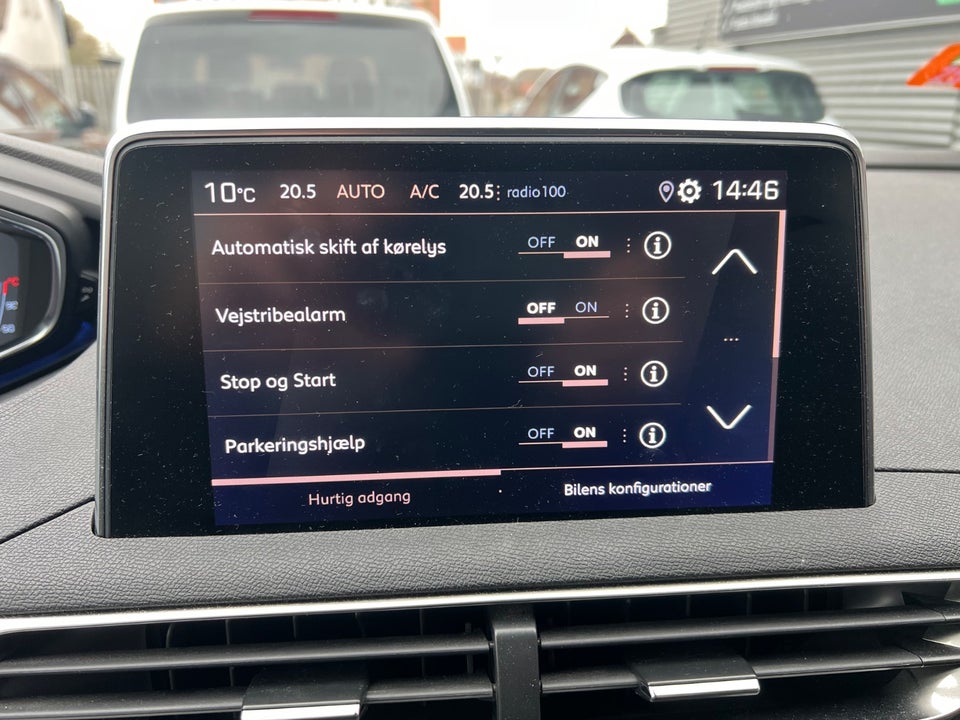 10°C 20.5 AUTO A/C 20.5 radio100 14:46
Automatisk skift af kørelys OFF ON
Vejstribealarm OFF ON
Stop og Start OFF ON
Parkeringshjælp OFF ON
Hurtig adgang Bilens konfigurationer